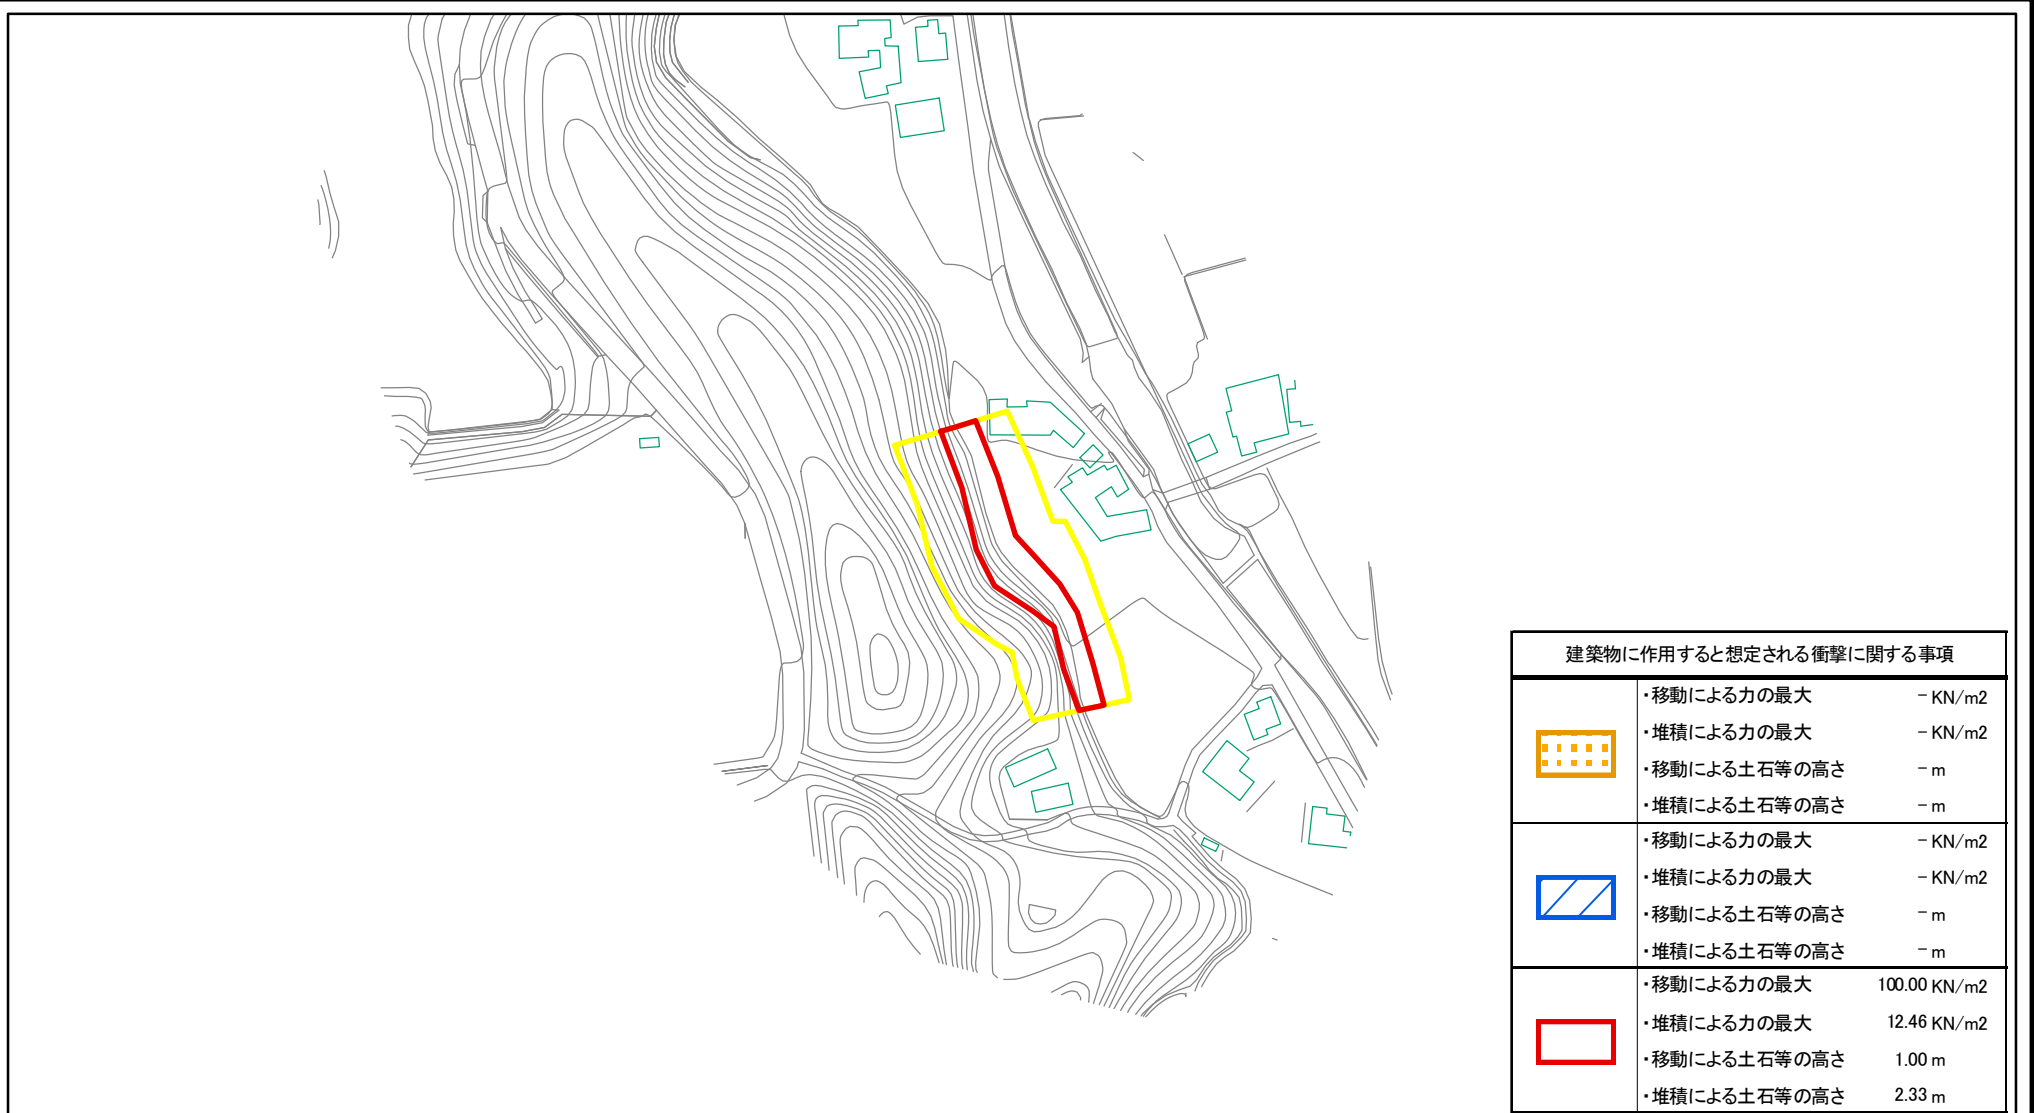 建築物に作用すると想定される衝撃に関する事項
・移動による力の最大 − KN/m2
・堆積による力の最大 − KN/m2
・移動による土石等の高さ − m
・堆積による土石等の高さ − m
・移動による力の最大 − KN/m2
・堆積による力の最大 − KN/m2
・移動による土石等の高さ − m
・堆積による土石等の高さ − m
・移動による力の最大 100.00 KN/m2
・堆積による力の最大 12.46 KN/m2
・移動による土石等の高さ 1.00 m
・堆積による土石等の高さ 2.33 m